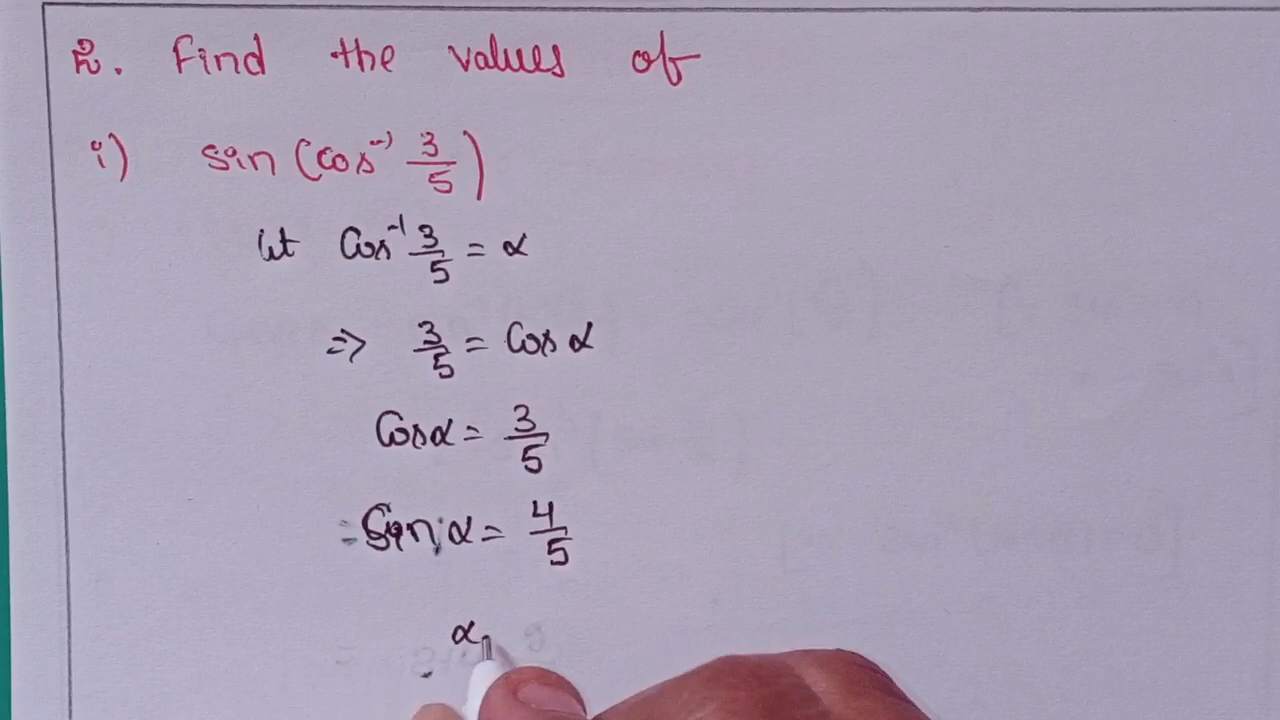 2. Find the values of
i) sin (cos⁻¹ 3/5)
let Cos⁻¹ 3/5 = α
⇒ 3/5 = Cos α
Cosα = 3/5
= Sin α = 4/5
α